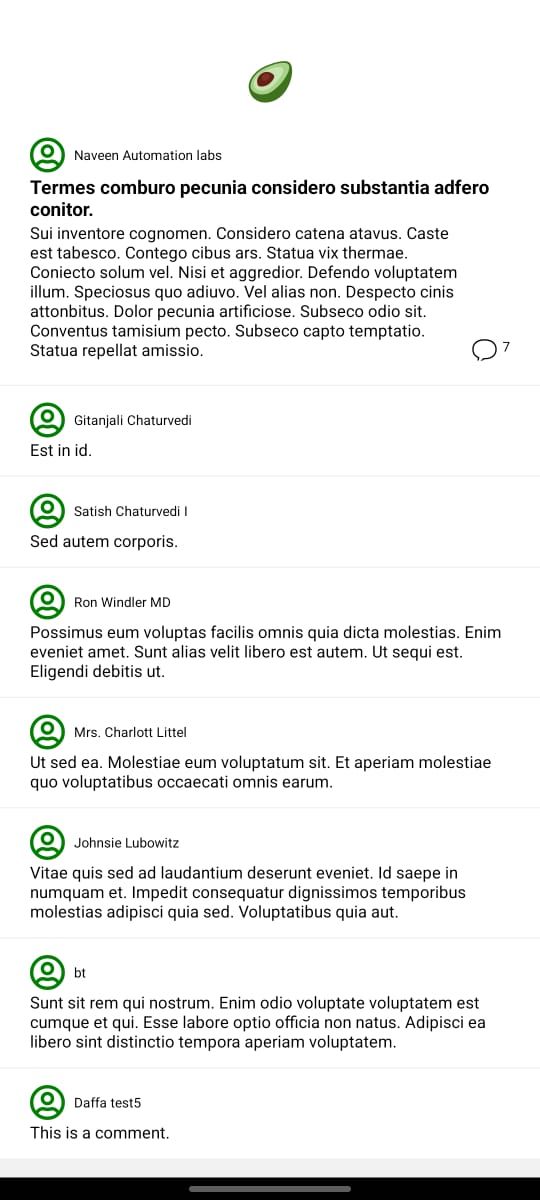 Naveen Automation labs
Termes comburo pecunia considero substantia adfero
conitor.
Sui inventore cognomen. Considero catena atavus. Caste
est tabesco. Contego cibus ars. Statua vix thermae.
Coniecto solum vel. Nisi et aggredior. Defendo voluptatem
illum. Speciosus quo adiuvo. Vel alias non. Despecto cinis
attonbitus. Dolor pecunia artificiose. Subseco odio sit.
Conventus tamisium pecto. Subseco capto temptatio.
Statua repellat amissio.
7
Gitanjali Chaturvedi
Est in id.
Satish Chaturvedi I
Sed autem corporis.
Ron Windler MD
Possimus eum voluptas facilis omnis quia dicta molestias. Enim
eveniet amet. Sunt alias velit libero est autem. Ut sequi est.
Eligendi debitis ut.
Mrs. Charlott Littel
Ut sed ea. Molestiae eum voluptatum sit. Et aperiam molestiae
quo voluptatibus occaecati omnis earum.
Johnsie Lubowitz
Vitae quis sed ad laudantium deserunt eveniet. Id saepe in
numquam et. Impedit consequatur dignissimos temporibus
molestias adipisci quia sed. Voluptatibus quia aut.
bt
Sunt sit rem qui nostrum. Enim odio voluptate voluptatem est
cumque et qui. Esse labore optio officia non natus. Adipisci ea
libero sint distinctio tempora aperiam voluptatem.
Daffa test5
This is a comment.